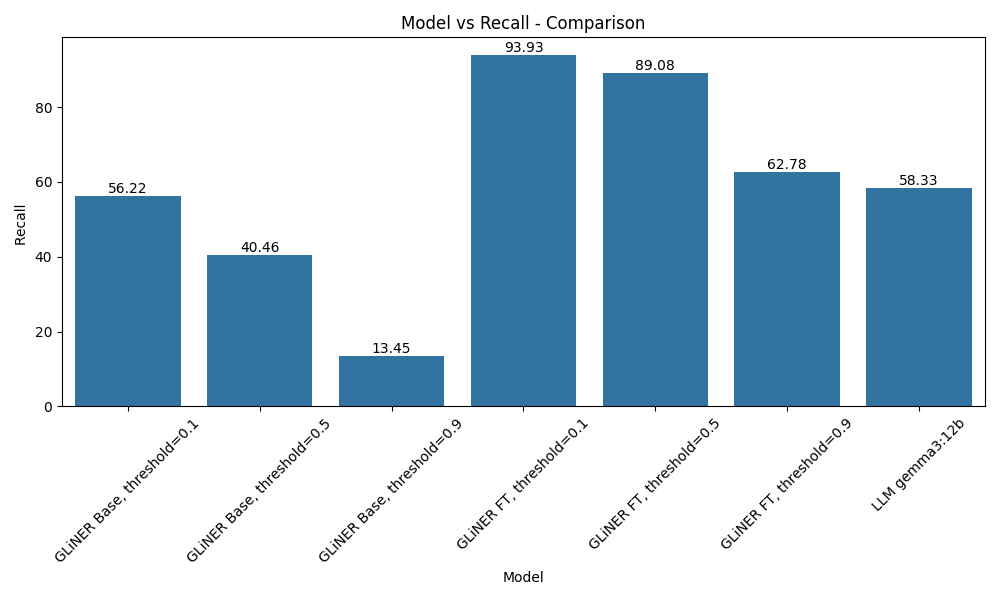 Model vs Recall - Comparison
Recall
80
60
40
20
0
56.22
40.46
13.45
93.93
89.08
62.78
58.33
GLiNER Base, threshold=0.1
GLiNER Base, threshold=0.5
GLiNER Base, threshold=0.9
GLiNER FT, threshold=0.1
GLiNER FT, threshold=0.5
GLiNER FT, threshold=0.9
LLM gemma3:12b
Model